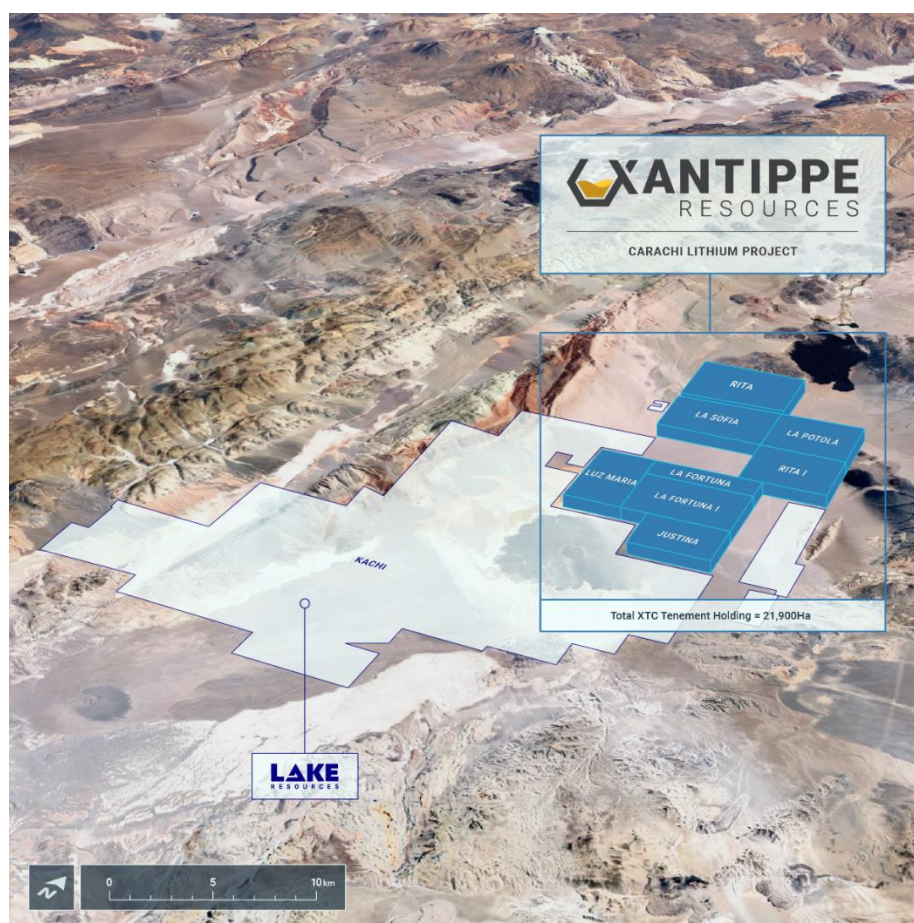 XANTIPPE
RESOURCES
CARACHI LITHIUM PROJECT
RITA
LA SOFIA
LA POTOLA
RITA I
LUZ MARIA
LA FORTUNA
LA FORTUNA I
JUSTINA
KACHI
Total XTC Tenement Holding = 21,900Ha
LAKE
RESOURCES
N
0 5 10km